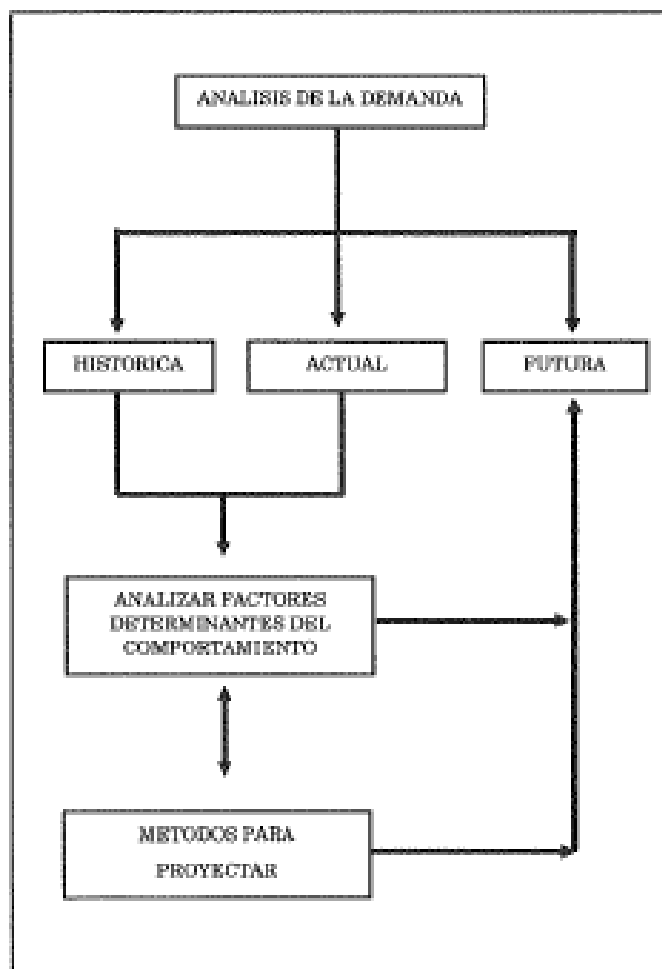 ANALISIS DE LA DEMANDA
HISTORICA
ACTUAL
FUTURA
ANALIZAR FACTORES
DETERMINANTES DEL
COMPORTAMIENTO
METODOS PARA
PROYECTAR